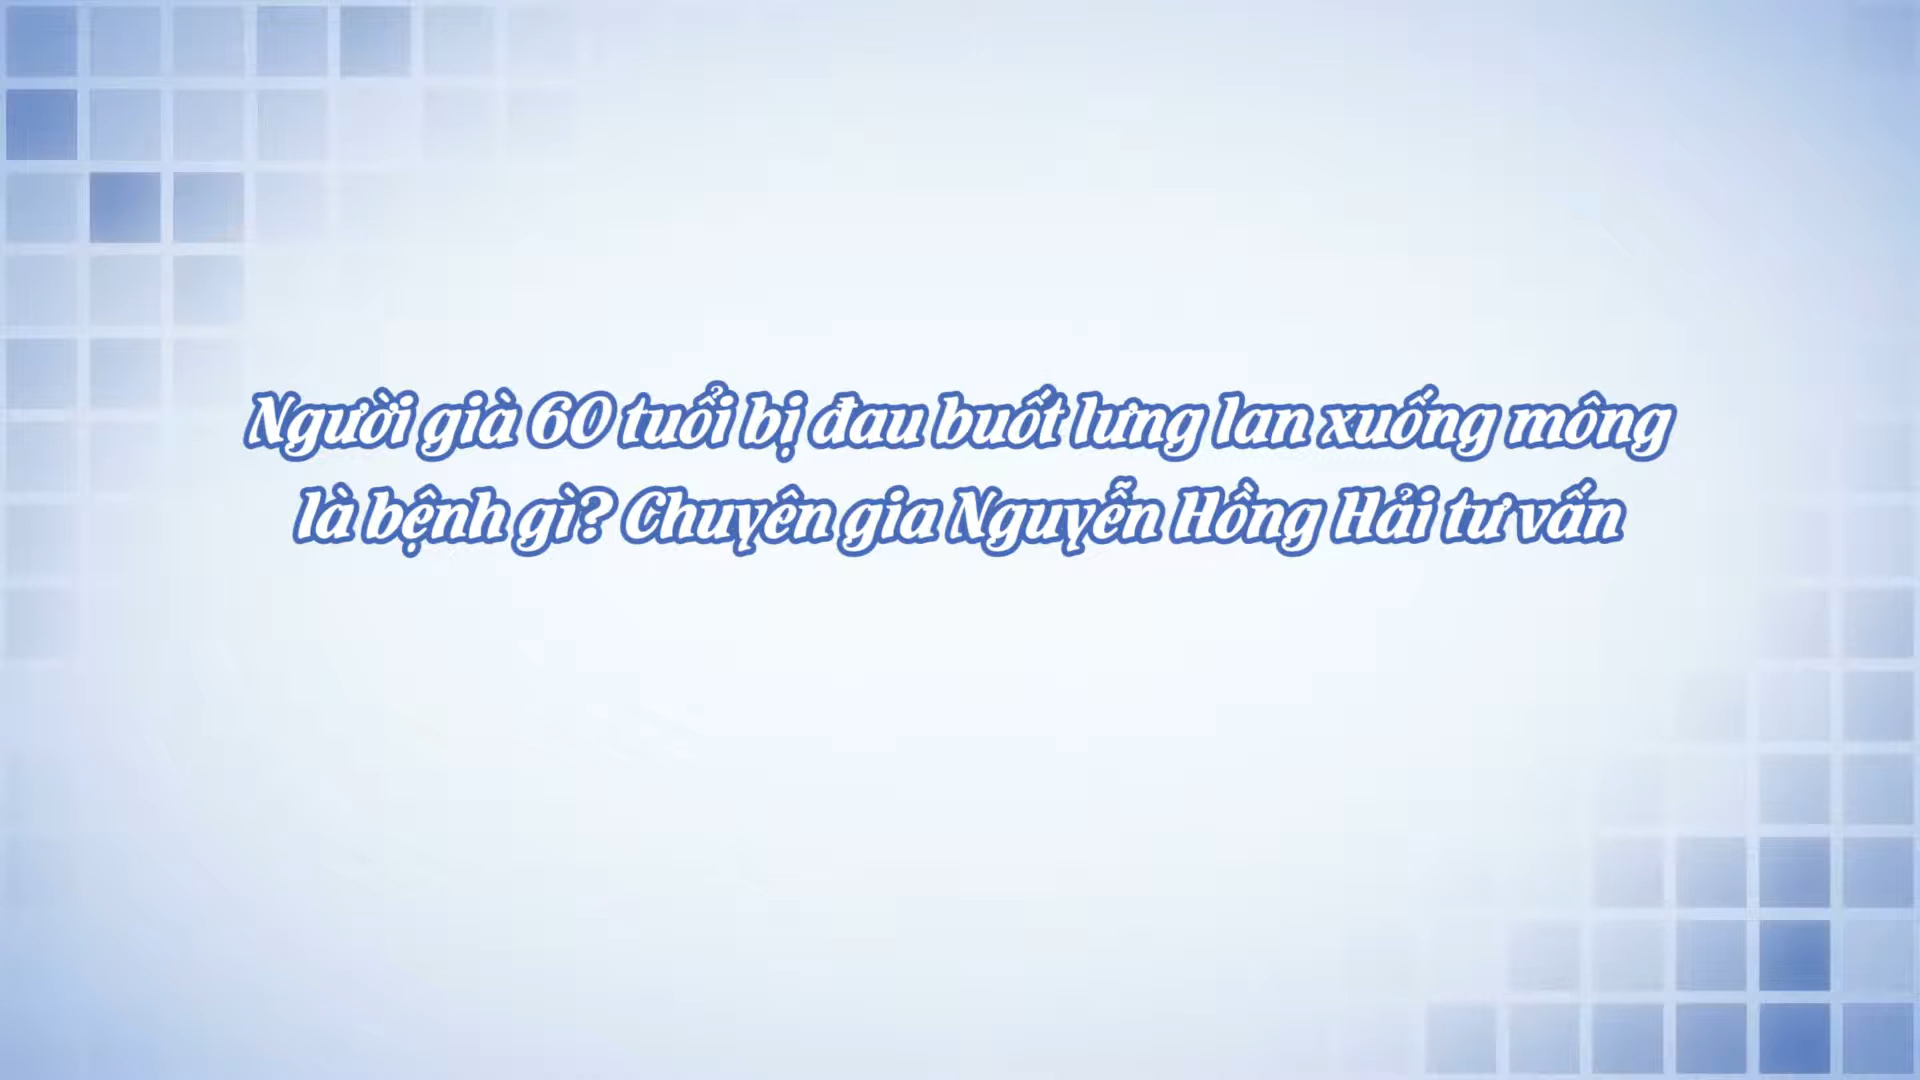 Người già 60 tuổi bị đau buốt lưng lan xuống mông
là bệnh gì? Chuyên gia Nguyễn Hồng Hải tư vấn